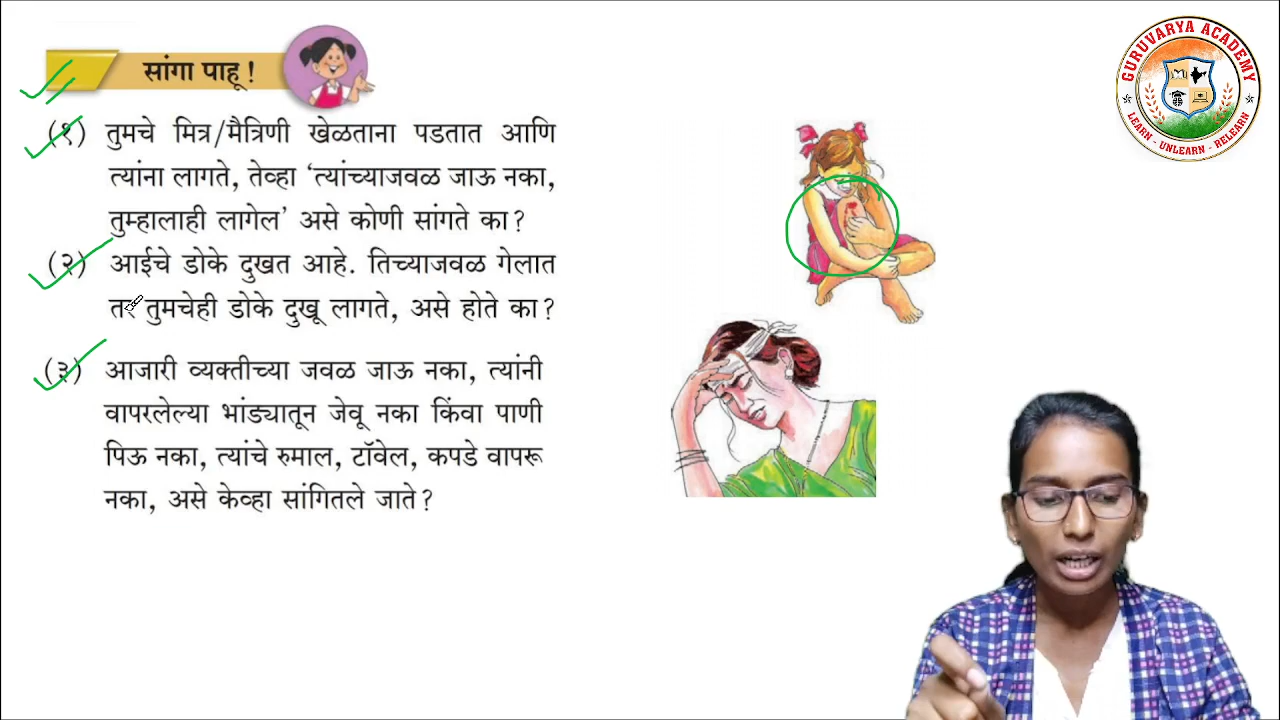 सांगा पाहू !
(१) तुमचे मित्र/मैत्रिणी खेळताना पडतात आणि
त्यांना लागते, तेव्हा ‘त्यांच्याजवळ जाऊ नका,
तुम्हालाही लागेल’ असे कोणी सांगते का ?
(२) आईचे डोके दुखत आहे. तिच्याजवळ गेलात
तर तुमचेही डोके दुखू लागते, असे होते का ?
(३) आजारी व्यक्तीच्या जवळ जाऊ नका, त्यांनी
वापरलेल्या भांड्यातून जेवू नका किंवा पाणी
पिऊ नका, त्यांचे रुमाल, टॉवेल, कपडे वापरू
नका, असे केव्हा सांगितले जाते ?
GURUVARYA ACADEMY
LEARN - UNLEARN - RELEARN